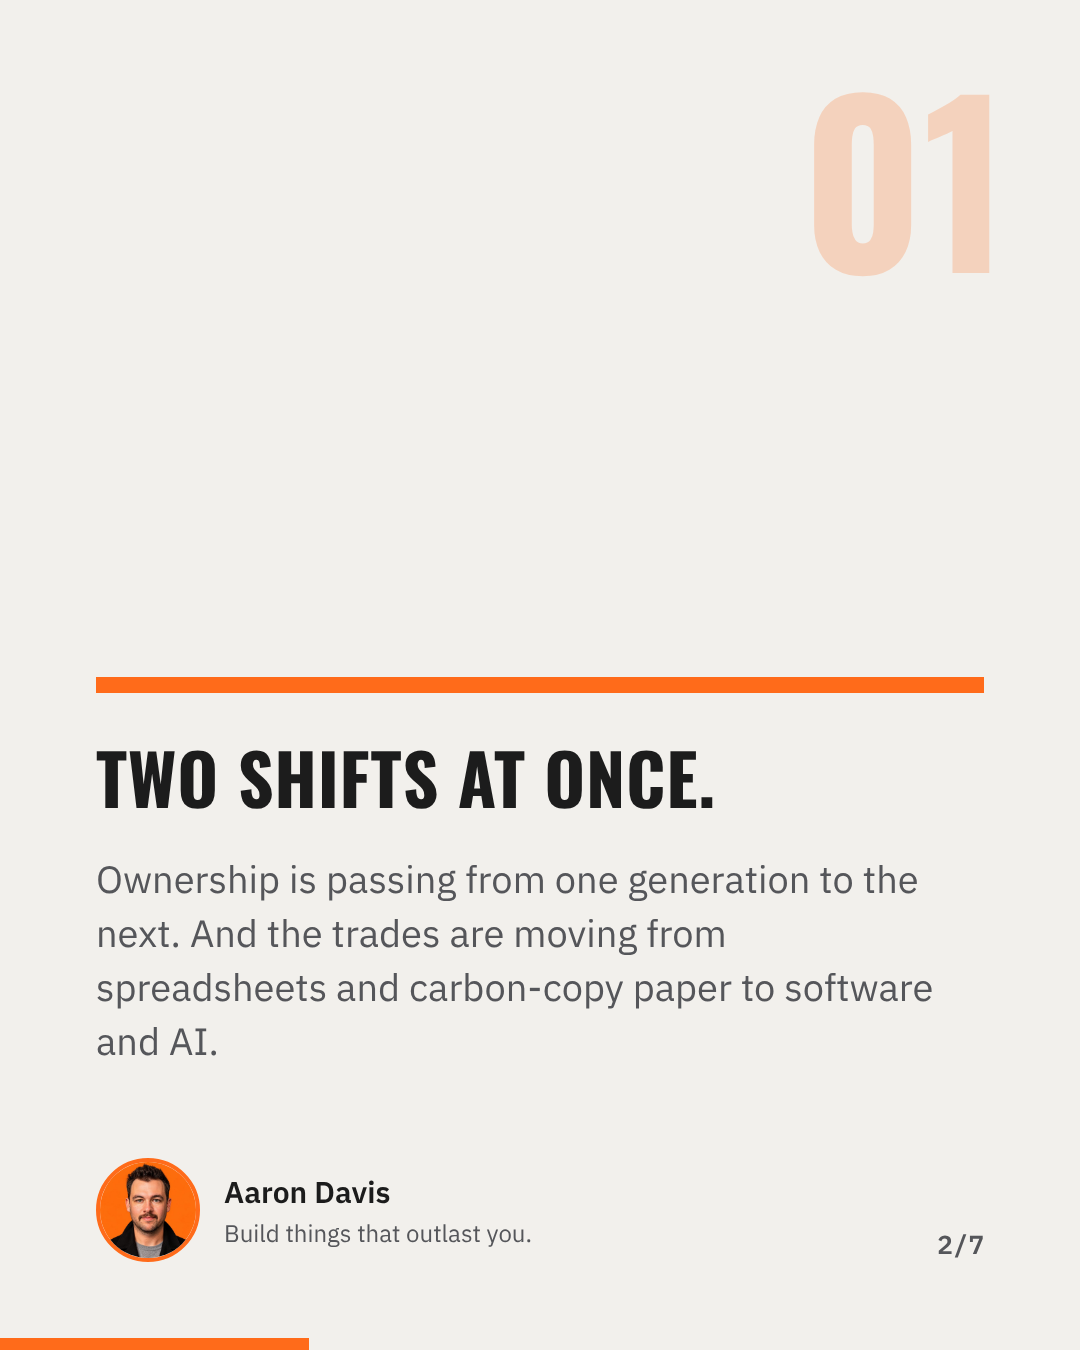 01
TWO SHIFTS AT ONCE.
Ownership is passing from one generation to the
next. And the trades are moving from
spreadsheets and carbon-copy paper to software
and AI.
Aaron Davis
Build things that outlast you.
2/7